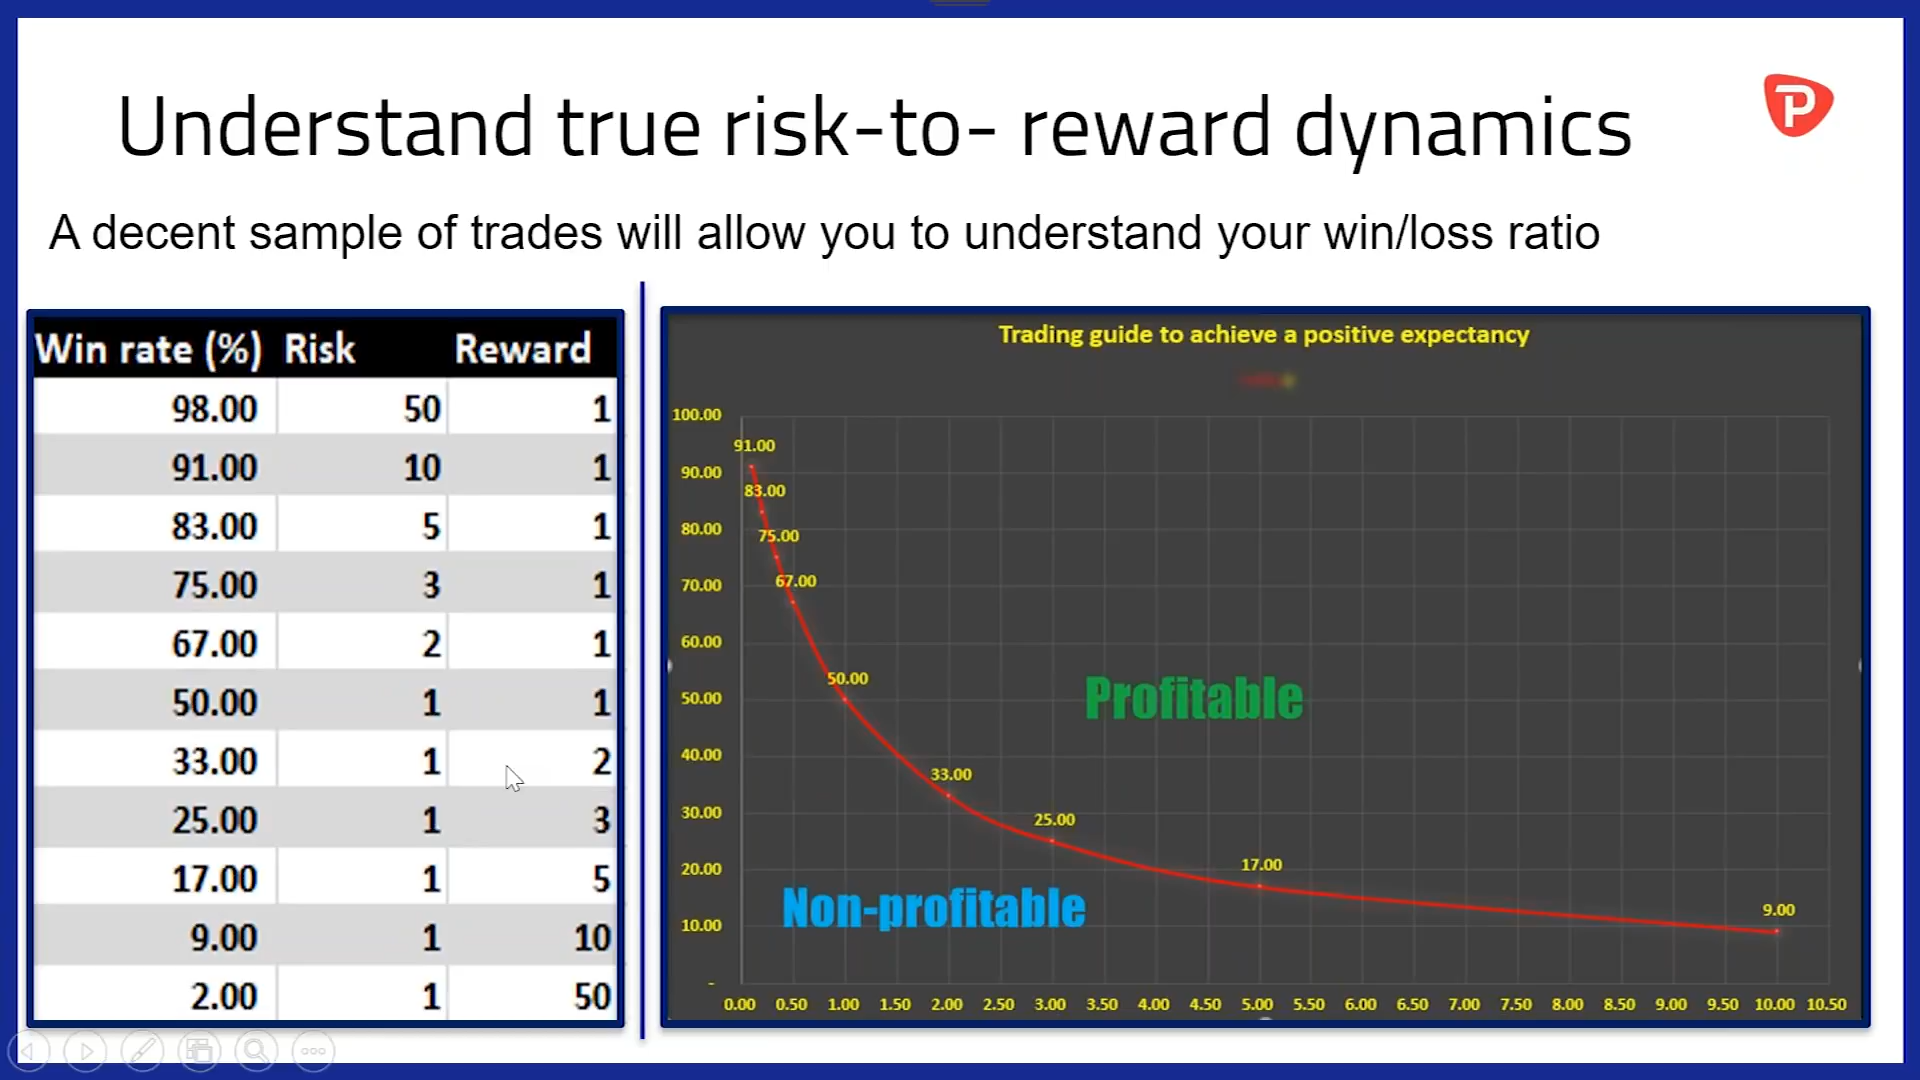 Understand true risk-to- reward dynamics
P
A decent sample of trades will allow you to understand your win/loss ratio
Win rate (%) Risk Reward
98.00 50 1
91.00 10 1
83.00 5 1
75.00 3 1
67.00 2 1
50.00 1 1
33.00 1 2
25.00 1 3
17.00 1 5
9.00 1 10
2.00 1 50
Trading guide to achieve a positive expectancy
100.00
90.00
80.00
70.00
60.00
50.00
40.00
30.00
20.00
10.00
-
91.00
83.00
75.00
67.00
50.00
33.00
25.00
17.00
9.00
Profitable
Non-profitable
0.00 0.50 1.00 1.50 2.00 2.50 3.00 3.50 4.00 4.50 5.00 5.50 6.00 6.50 7.00 7.50 8.00 8.50 9.00 9.50 10.00 10.50